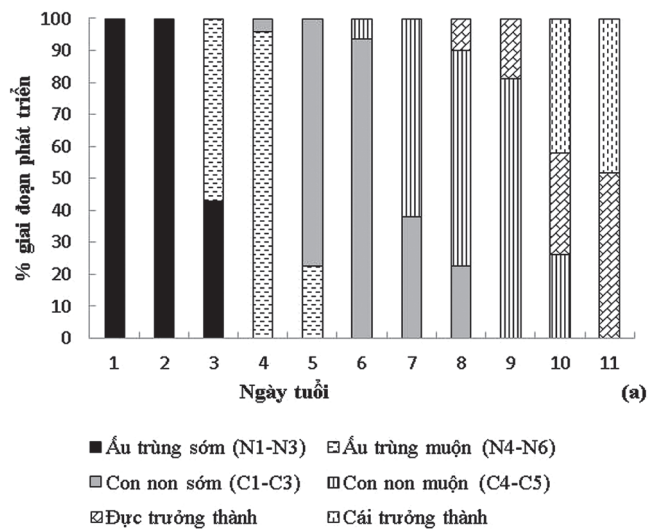 % giai đoạn phát triển
100
90
80
70
60
50
40
30
20
10
0
1 2 3 4 5 6 7 8 9 10 11
Ngày tuổi (a)
Ấu trùng sớm (N1-N3) Ấu trùng muộn (N4-N6)
Con non sớm (C1-C3) Con non muộn (C4-C5)
Đực trưởng thành Cái trưởng thành